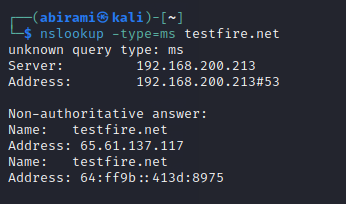 ┌──(abirami㉿kali)-[~]
└─$ nslookup -type=ms testfire.net
unknown query type: ms
Server:         192.168.200.213
Address:        192.168.200.213#53

Non-authoritative answer:
Name:   testfire.net
Address: 65.61.137.117
Name:   testfire.net
Address: 64:ff9b::413d:8975